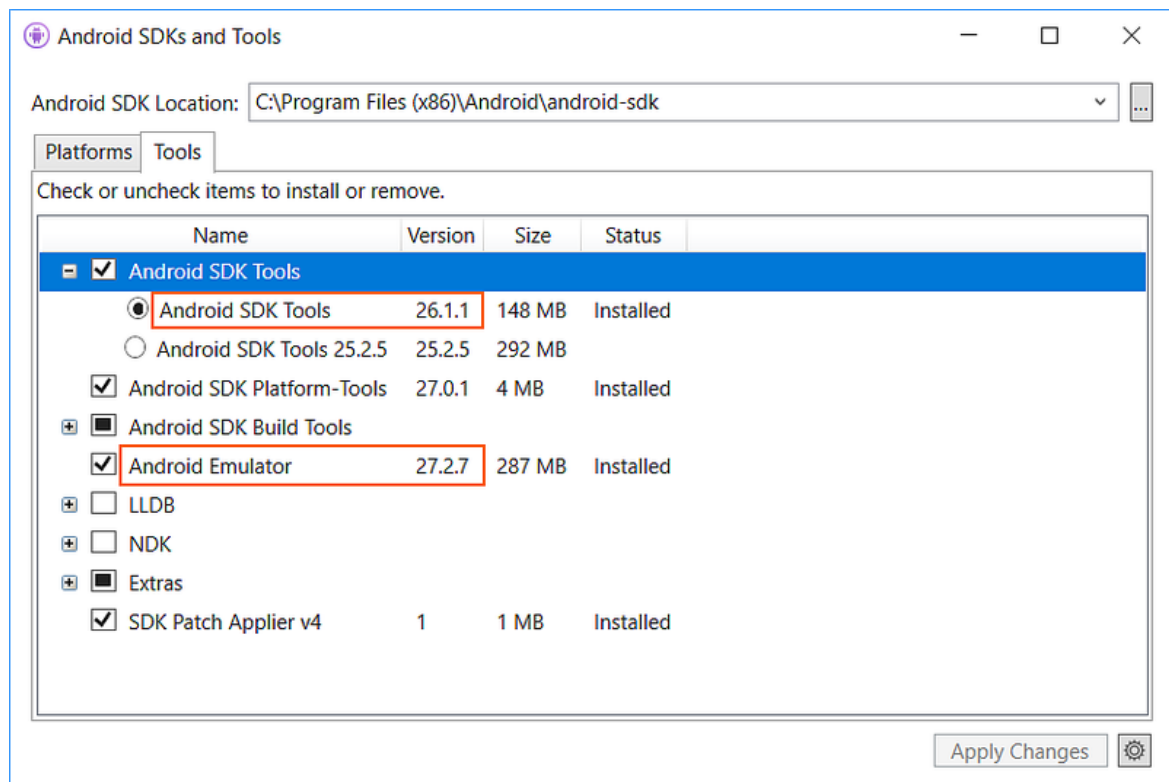 Android SDKs and Tools
Android SDK Location: C:\Program Files (x86)\Android\android-sdk ...
Platforms Tools
Check or uncheck items to install or remove.
Name Version Size Status
Android SDK Tools
Android SDK Tools 26.1.1 148 MB Installed
Android SDK Tools 25.2.5 25.2.5 292 MB
Android SDK Platform-Tools 27.0.1 4 MB Installed
Android SDK Build Tools
Android Emulator 27.2.7 287 MB Installed
LLDB
NDK
Extras
SDK Patch Applier v4 1 1 MB Installed
Apply Changes